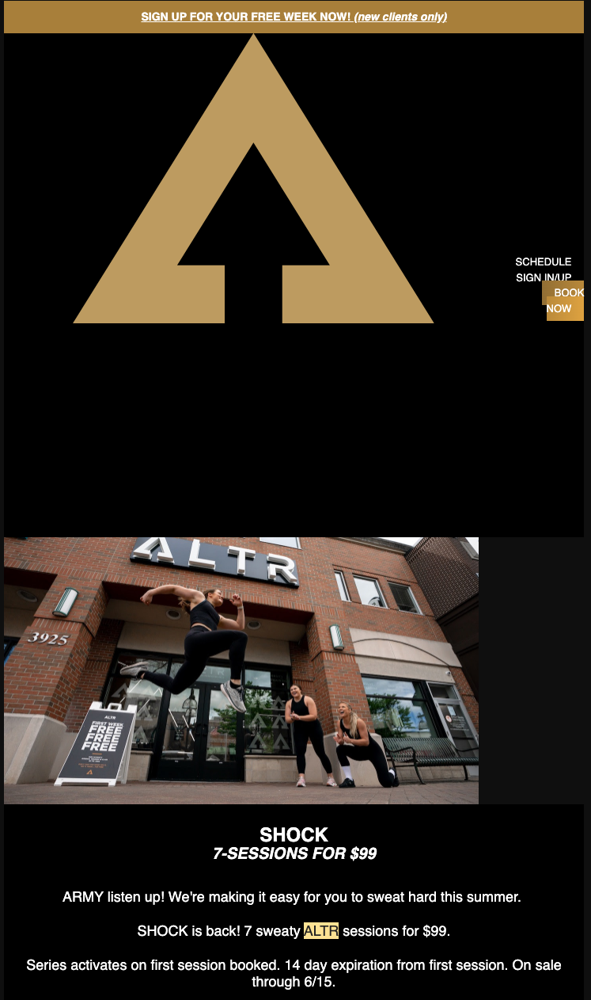 SIGN UP FOR YOUR FREE WEEK NOW! (new clients only)
SCHEDULE
SIGN IN/UP
BOOK
NOW
ALTR
3925
ALTR
FIRST WEEK
FREE
FREE
FREE
SHOCK
7-SESSIONS FOR $99
ARMY listen up! We're making it easy for you to sweat hard this summer.
SHOCK is back! 7 sweaty ALTR sessions for $99.
Series activates on first session booked. 14 day expiration from first session. On sale
through 6/15.